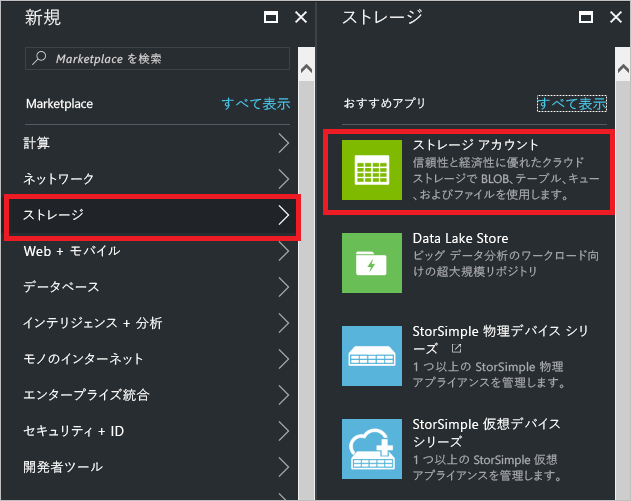 新規
Marketplace を検索
Marketplace
すべて表示
計算
ネットワーク
ストレージ
Web + モバイル
データベース
インテリジェンス + 分析
モノのインターネット
エンタープライズ統合
セキュリティ + ID
開発者ツール
ストレージ
おすすめアプリ
すべて表示
ストレージ アカウント
信頼性と経済性に優れたクラウド
ストレージで BLOB、テーブル、キュー
、およびファイルを使用します。
Data Lake Store
ビッグ データ分析のワークロード向
けの超大規模リポジトリ
StorSimple 物理デバイス シリ
ーズ
1 つ以上の StorSimple 物理
アプライアンスを管理します。
StorSimple 仮想デバイス
シリーズ
1 つ以上の StorSimple 仮想
アプライアンスを管理します。